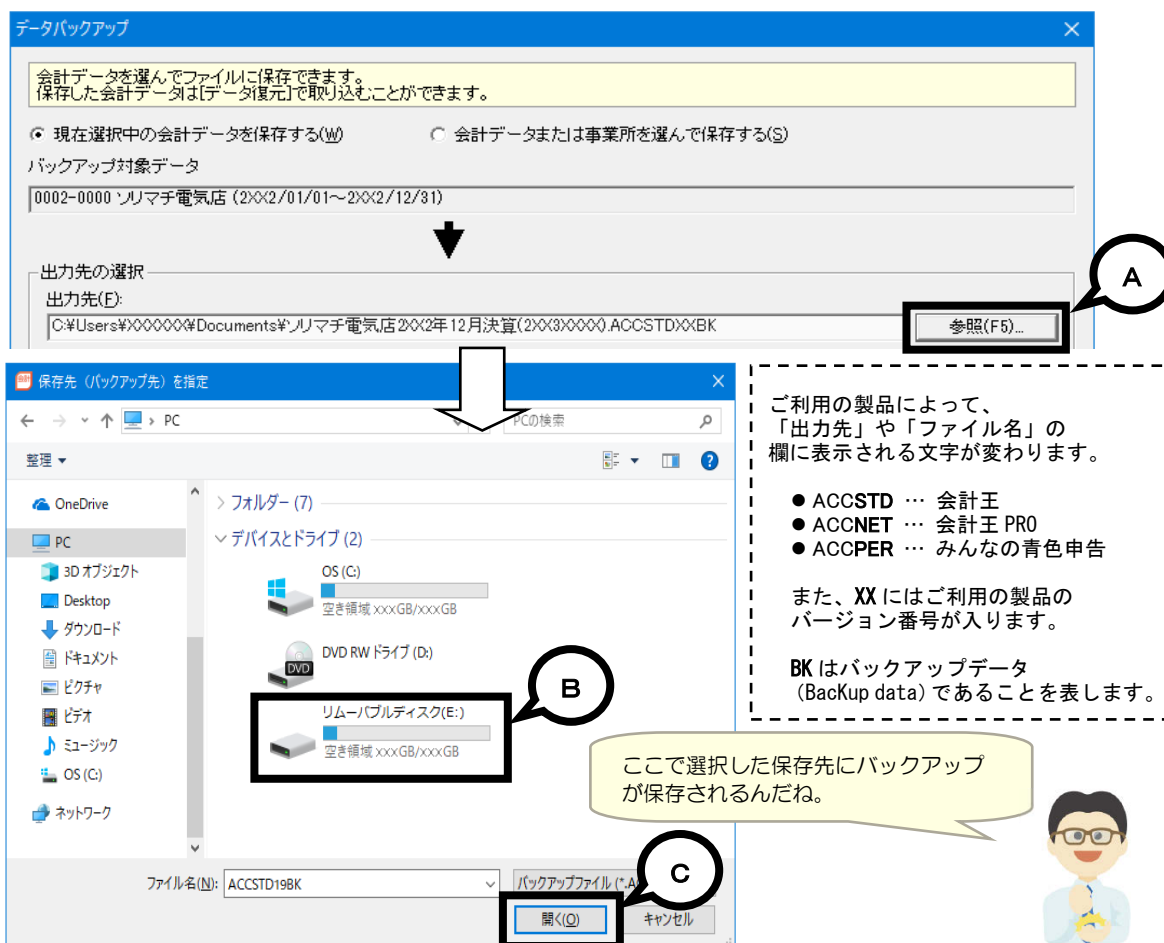 データバックアップ
会計データを選んでファイルに保存できます。
保存した会計データは[データ復元]で取り込むことができます。
現在選択中の会計データを保存する(W)
会計データまたは事業所を選んで保存する(S)
バックアップ対象データ
0002-0000 ソリマチ電気店 (2XX2/01/01～2XX2/12/31)
出力先の選択
出力先(F):
C:¥Users¥XXXXXX¥Documents¥ソリマチ電気店2XX2年12月決算(2XX3XXXX).ACCSTDXXBK
参照(F5)...
A
保存先（バックアップ先）を指定
PC
PCの検索
整理
OneDrive
PC
3D オブジェクト
Desktop
ダウンロード
ドキュメント
ピクチャ
ビデオ
ミュージック
OS (C:)
ネットワーク
フォルダー (7)
デバイスとドライブ (2)
OS (C:)
空き領域 xxxGB/xxxGB
DVD RW ドライブ (D:)
DVD
リムーバブルディスク(E:)
空き領域 xxxGB/xxxGB
B
ファイル名(N):
ACCSTD19BK
バックアップファイル (*.A
開く(O)
キャンセル
C
ご利用の製品によって、
「出力先」や「ファイル名」の
欄に表示される文字が変わります。
● ACCSTD … 会計王
● ACCNET … 会計王 PRO
● ACCPER … みんなの青色申告
また、XX にはご利用の製品の
バージョン番号が入ります。
BK はバックアップデータ
(BacKup data) であることを表します。
ここで選択した保存先にバックアップ
が保存されるんだね。